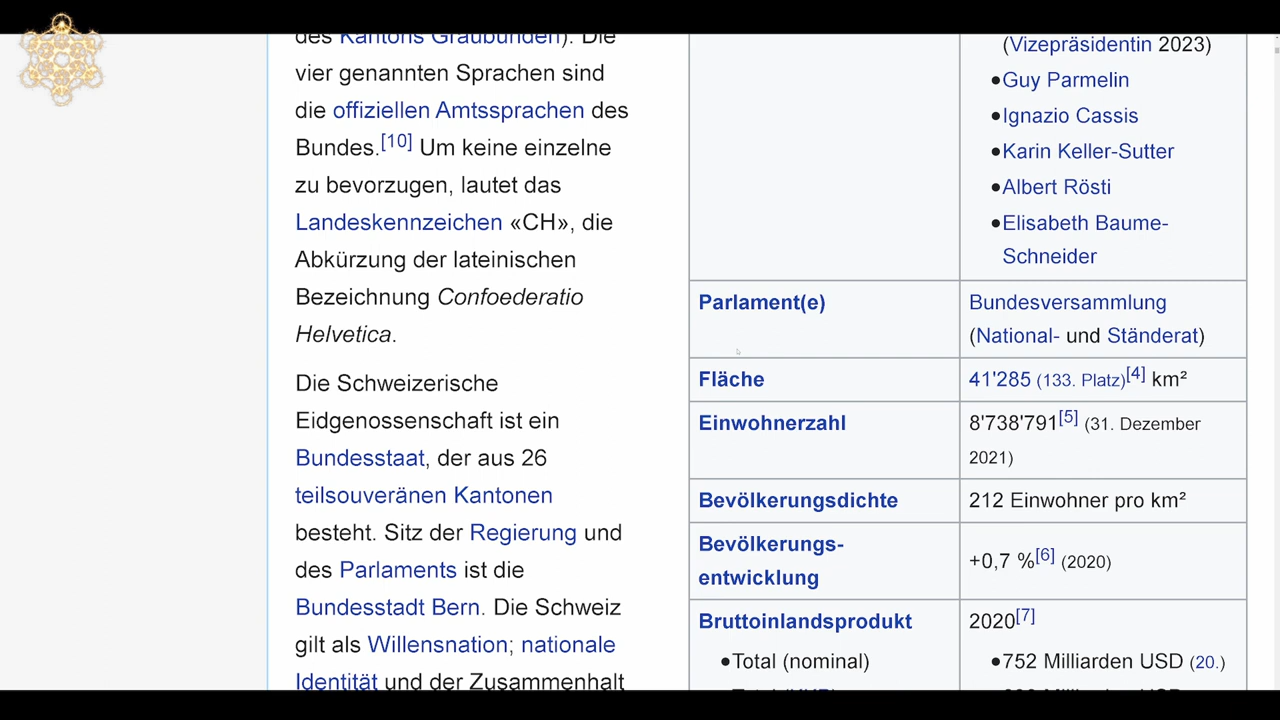 des Kantons Graubünden). Die
vier genannten Sprachen sind
die offiziellen Amtssprachen des
Bundes.[10] Um keine einzelne
zu bevorzugen, lautet das
Landeskennzeichen «CH», die
Abkürzung der lateinischen
Bezeichnung Confoederatio
Helvetica.
Die Schweizerische
Eidgenossenschaft ist ein
Bundesstaat, der aus 26
teilsouveränen Kantonen
besteht. Sitz der Regierung und
des Parlaments ist die
Bundesstadt Bern. Die Schweiz
gilt als Willensnation; nationale
Identität und der Zusammenhalt
(Vizepräsidentin 2023)
•Guy Parmelin
•Ignazio Cassis
•Karin Keller-Sutter
•Albert Rösti
•Elisabeth Baume-
Schneider
Parlament(e)
Bundesversammlung
(National- und Ständerat)
Fläche
41'285 (133. Platz)[4] km²
Einwohnerzahl
8'738'791[5] (31. Dezember
2021)
Bevölkerungsdichte
212 Einwohner pro km²
Bevölkerungs-
entwicklung
+0,7 %[6] (2020)
Bruttoinlandsprodukt
2020[7]
•Total (nominal)
•752 Milliarden USD (20.)